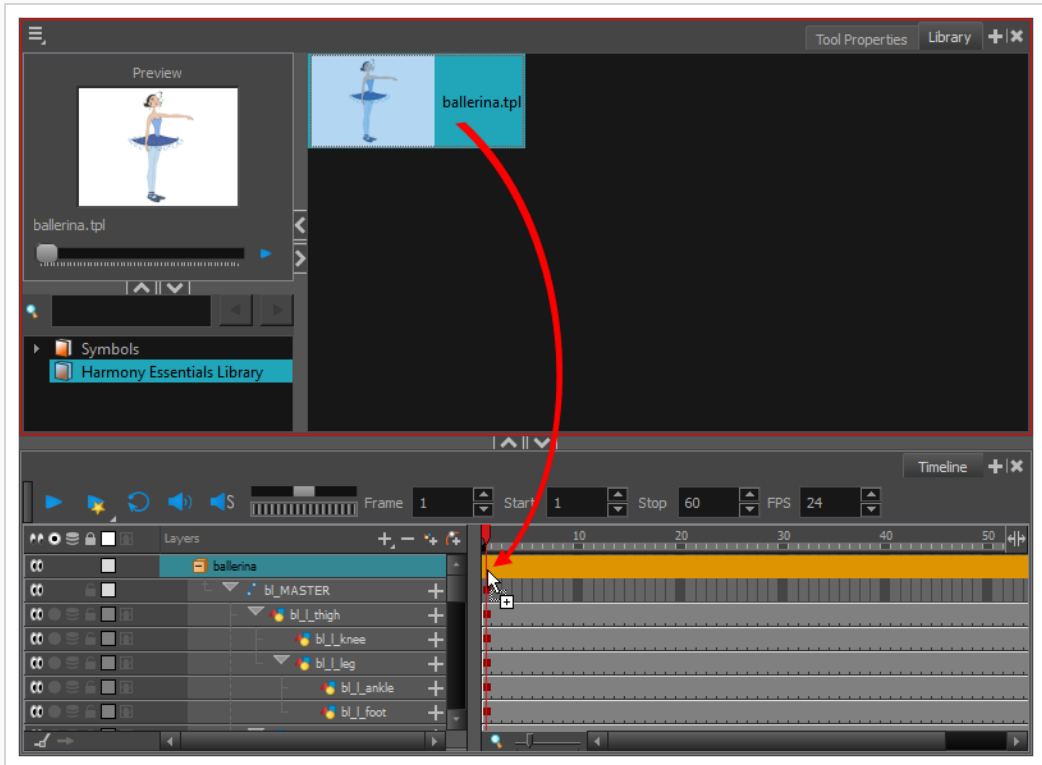 Tool Properties
Library
Preview
ballerina.tpl
ballerina.tpl
Symbols
Harmony Essentials Library
Timeline
S
Frame 1 Start 1 Stop 60 FPS 24
Layers
10 20 30 40 50
ballerina
bl_MASTER
bl_l_thigh
bl_l_knee
bl_l_leg
bl_l_ankle
bl_l_foot